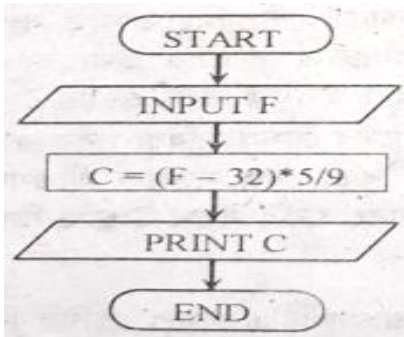 START
INPUT F
C = (F – 32)*5/9
PRINT C
END